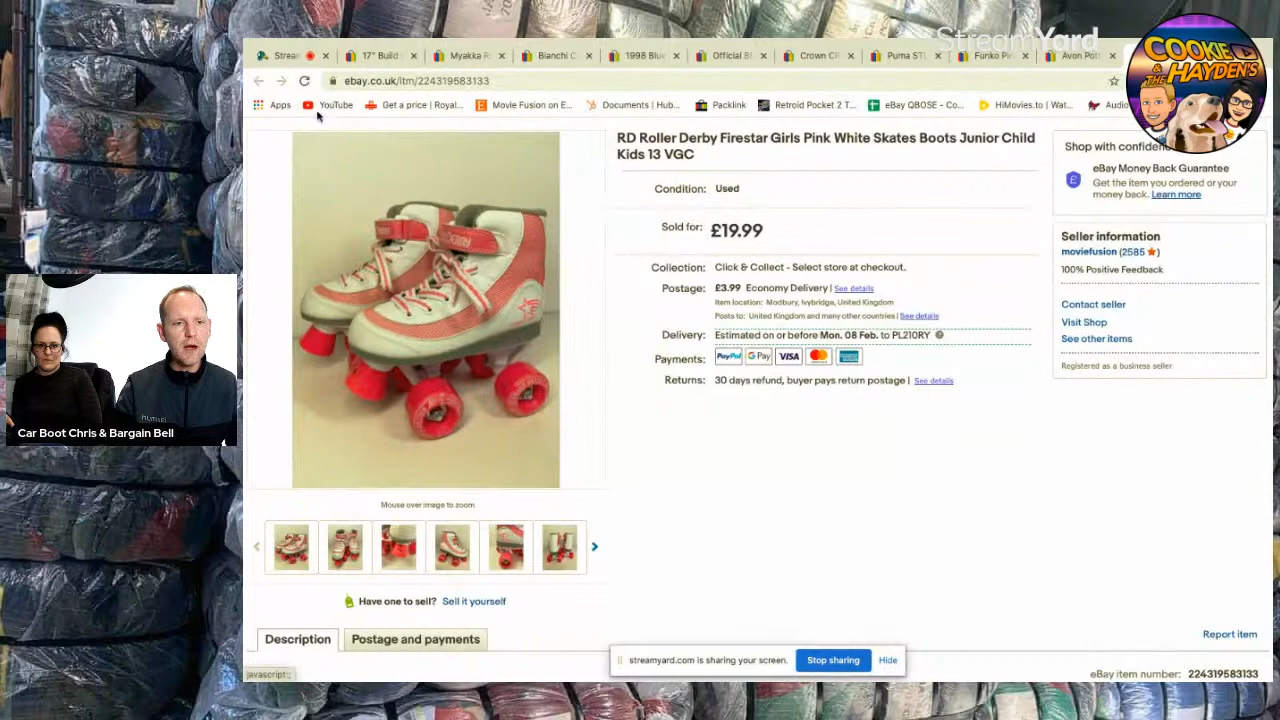 StreamYard
COOKIE
& THE HAYDEN'S
Strea
17" Build
Myakka R
Bianchi C
1998 Blue
Official B
Crown CR
Puma ST
Funko Pi
Avon Pot
ebay.co.uk/itm/224319583133
Apps
YouTube
Get a price | Royal...
Movie Fusion on E...
Documents | Hub...
Packlink
Retroid Pocket 2 T...
eBay QBOSE - Co...
HiMovies.to | Wat...
Audio
RD Roller Derby Firestar Girls Pink White Skates Boots Junior Child
Kids 13 VGC
Condition: Used
Sold for: £19.99
Collection: Click & Collect - Select store at checkout.
Postage: £3.99 Economy Delivery | See details
Item location: Modbury, Ivybridge, United Kingdom
Posts to: United Kingdom and many other countries | See details
Delivery: Estimated on or before Mon. 08 Feb. to PL210RY
Payments: PayPal G Pay VISA
Returns: 30 days refund, buyer pays return postage | See details
Shop with confidenc
eBay Money Back Guarantee
Get the item you ordered or your
money back. Learn more
Seller information
moviefusion (2585 )
100% Positive Feedback
Contact seller
Visit Shop
See other items
Registered as a business seller
Car Boot Chris & Bargain Bell
Mouse over image to zoom
Have one to sell? Sell it yourself
Description
Postage and payments
Report item
streamyard.com is sharing your screen.
Stop sharing
Hide
javascript:;
eBay item number: 224319583133